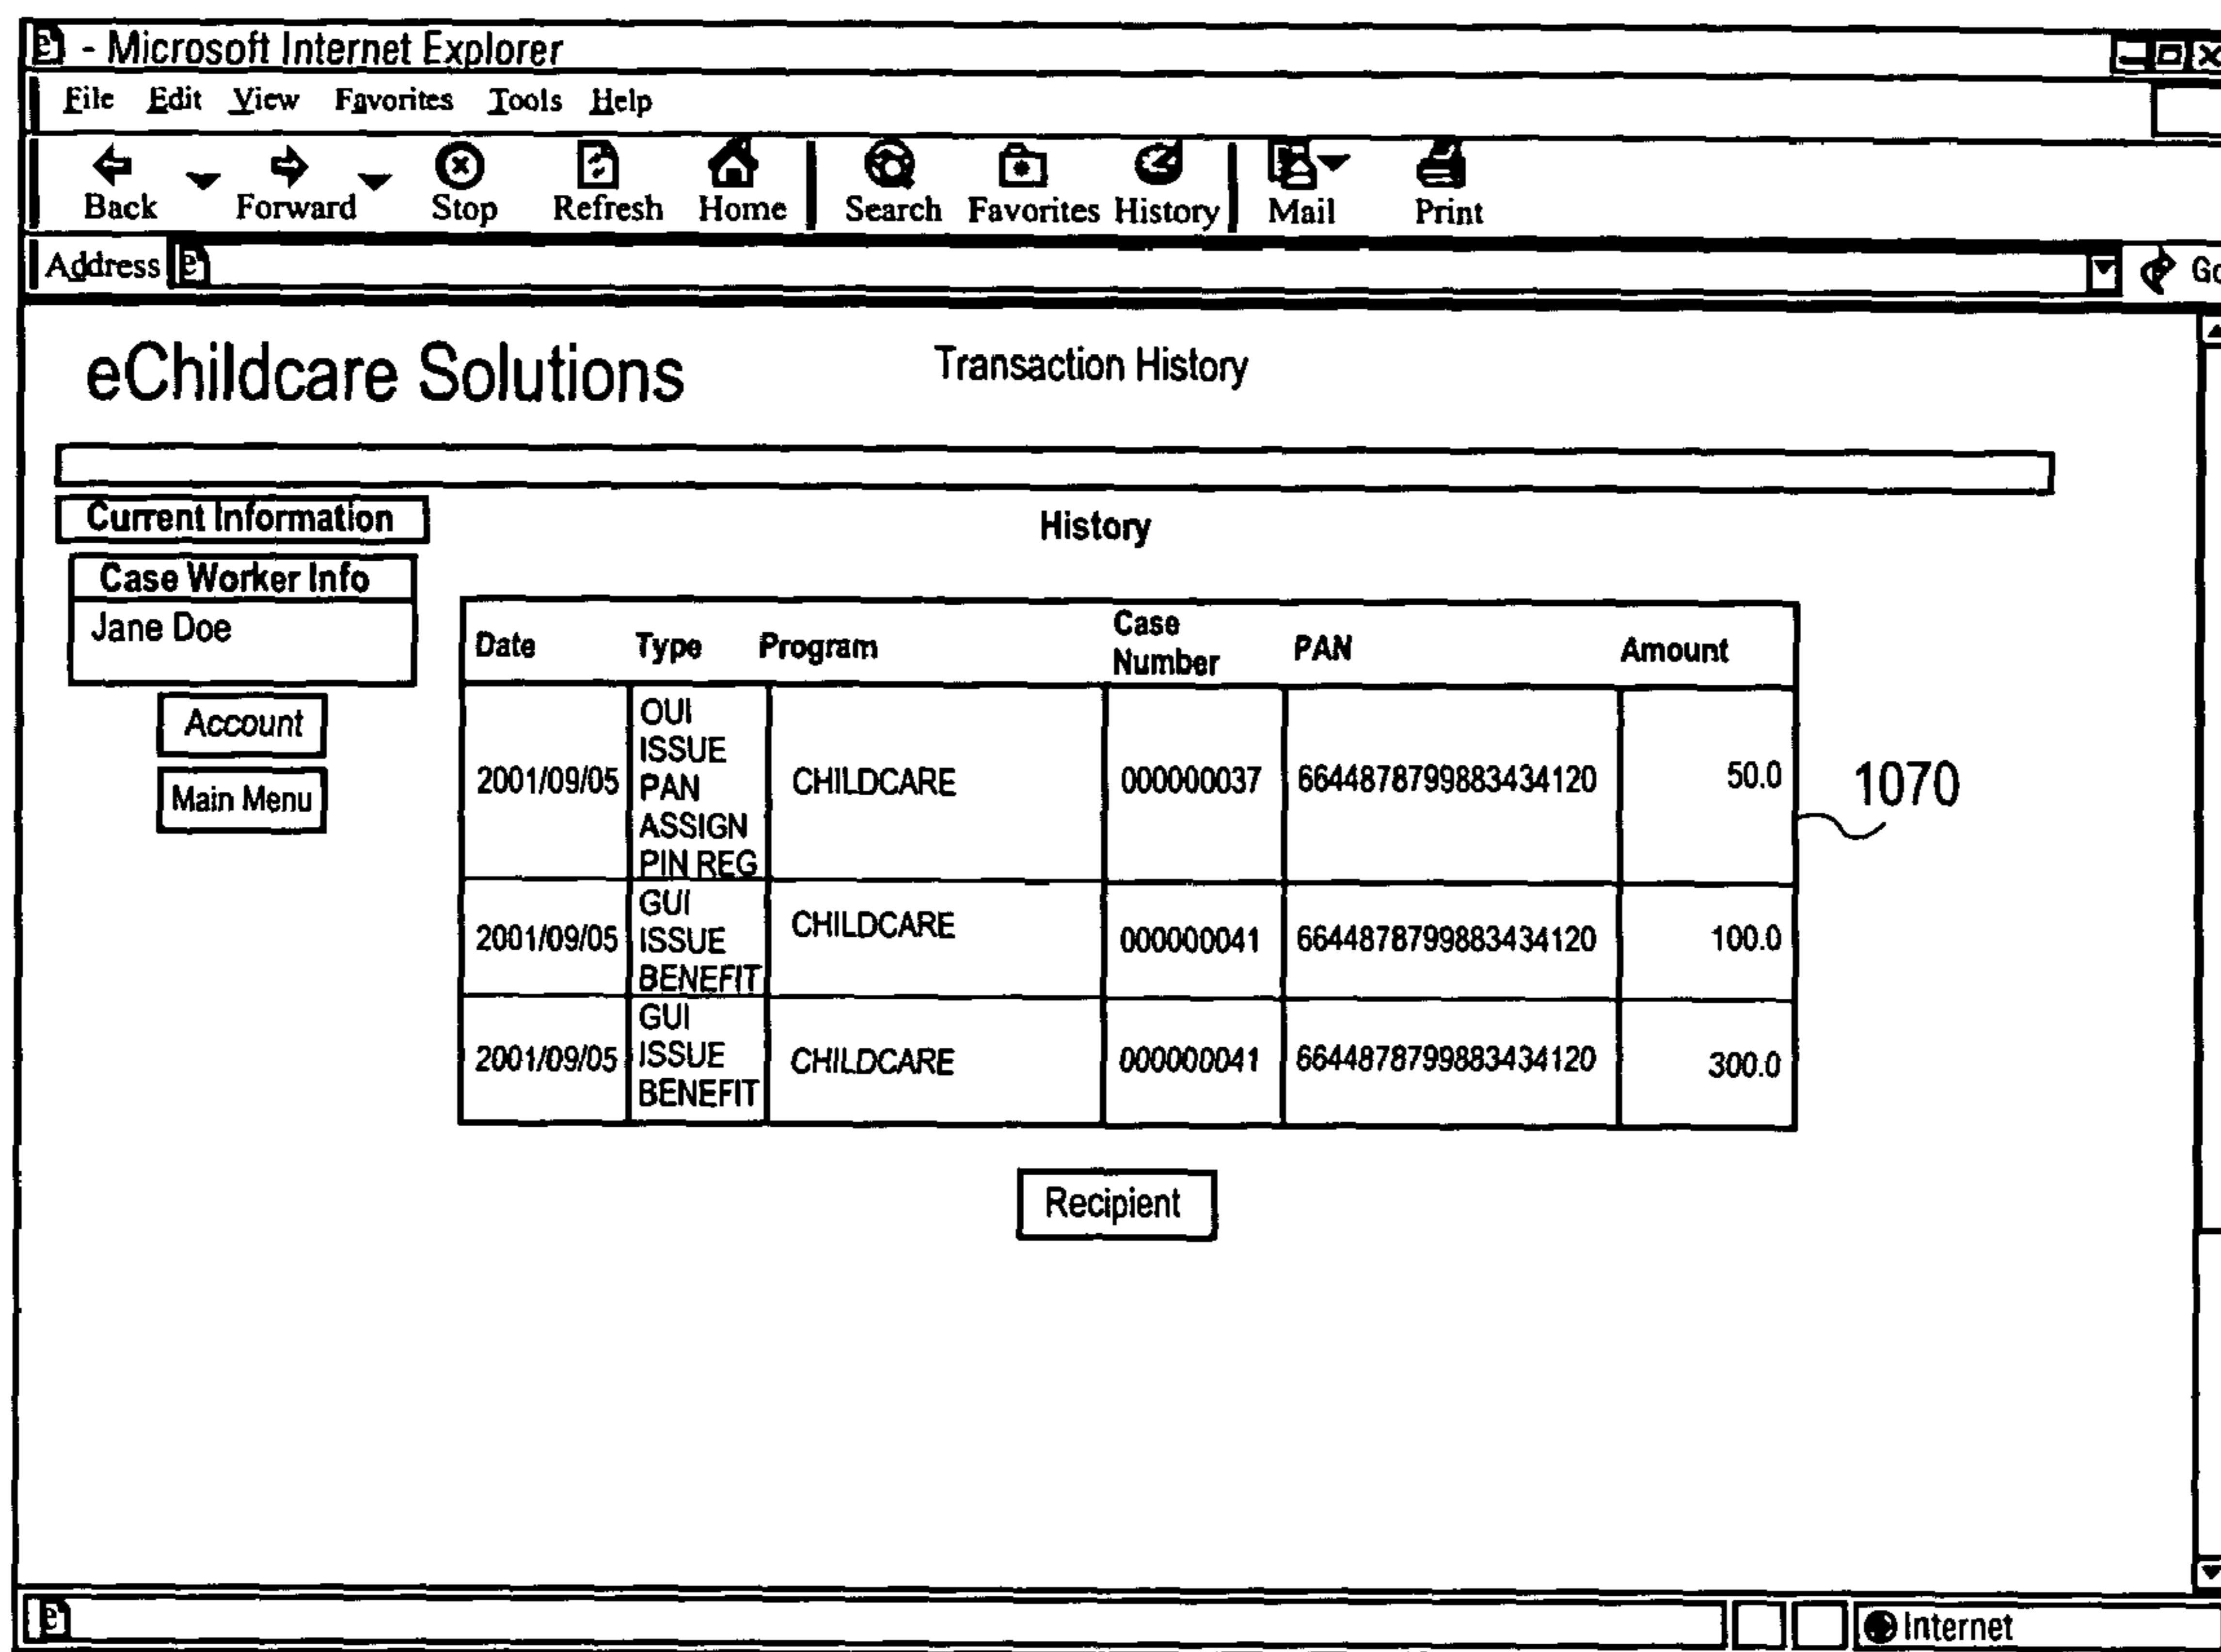 - Microsoft Internet Explorer
File Edit View Favorites Tools Help
Back Forward Stop Refresh Home Search Favorites History Mail Print
Address Go
eChildcare Solutions Transaction History
Current Information
History
Case Worker Info
Jane Doe
Account
Main Menu
Date Type Program Case Number PAN Amount
2001/09/05 OUI ISSUE PAN ASSIGN PIN REG CHILDCARE 000000037 6644878799883434120 50.0
1070
2001/09/05 GUI ISSUE BENEFIT CHILDCARE 000000041 6644878799883434120 100.0
2001/09/05 GUI ISSUE BENEFIT CHILDCARE 000000041 6644878799883434120 300.0
Recipient
Internet